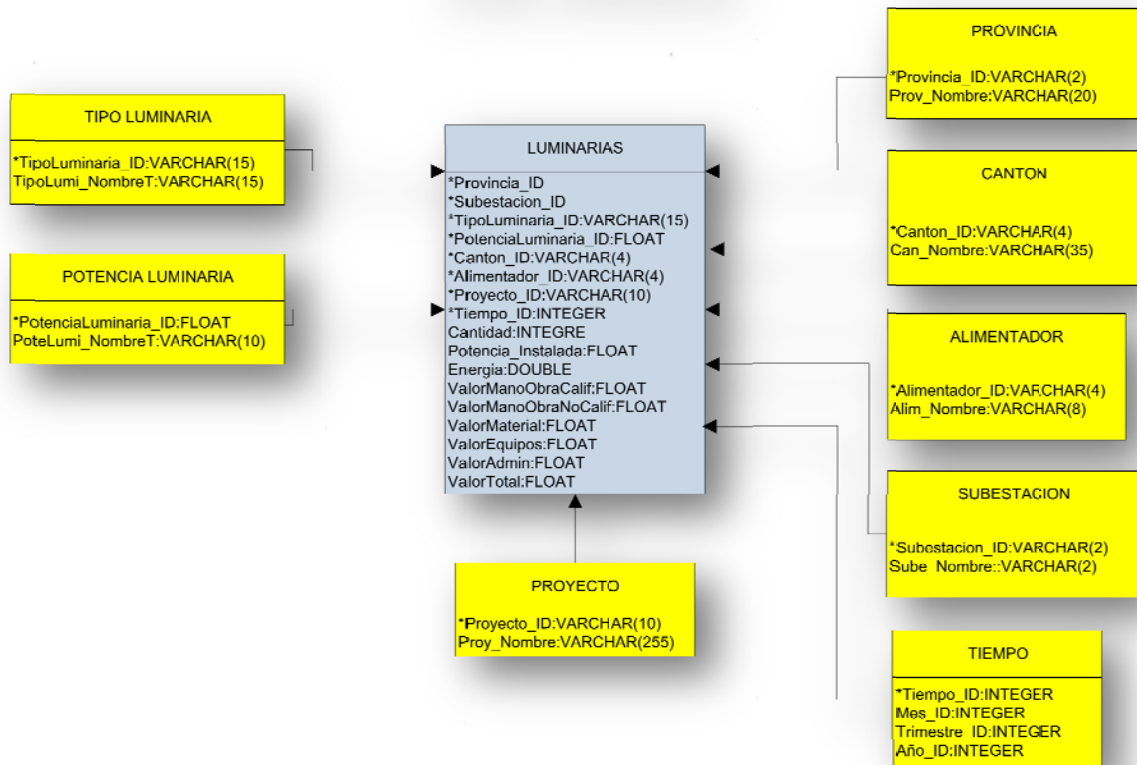 TIPO LUMINARIA
*TipoLuminaria_ID:VARCHAR(15)
TipoLumi_NombreT:VARCHAR(15)
POTENCIA LUMINARIA
*PotenciaLuminaria_ID:FLOAT
PoteLumi_NombreT:VARCHAR(10)
LUMINARIAS
*Provincia_ID
*Subestacion_ID
*TipoLuminaria_ID:VARCHAR(15)
*PotenciaLuminaria_ID:FLOAT
*Canton_ID:VARCHAR(4)
*Alimentador_ID:VARCHAR(4)
*Proyecto_ID:VARCHAR(10)
*Tiempo_ID:INTEGER
Cantidad:INTEGRE
Potencia_Instalada:FLOAT
Energia:DOUBLE
ValorManoObraCalif:FLOAT
ValorManoObraNoCalif:FLOAT
ValorMaterial:FLOAT
ValorEquipos:FLOAT
ValorAdmin:FLOAT
ValorTotal:FLOAT
PROYECTO
*Proyecto_ID:VARCHAR(10)
Proy_Nombre:VARCHAR(255)
PROVINCIA
*Provincia_ID:VARCHAR(2)
Prov_Nombre:VARCHAR(20)
CANTON
*Canton_ID:VARCHAR(4)
Can_Nombre:VARCHAR(35)
ALIMENTADOR
*Alimentador_ID:VARCHAR(4)
Alim_Nombre:VARCHAR(8)
SUBESTACION
*Subestacion_ID:VARCHAR(2)
Sube_Nombre::VARCHAR(2)
TIEMPO
*Tiempo_ID:INTEGER
Mes_ID:INTEGER
Trimestre_ID:INTEGER
Año_ID:INTEGER